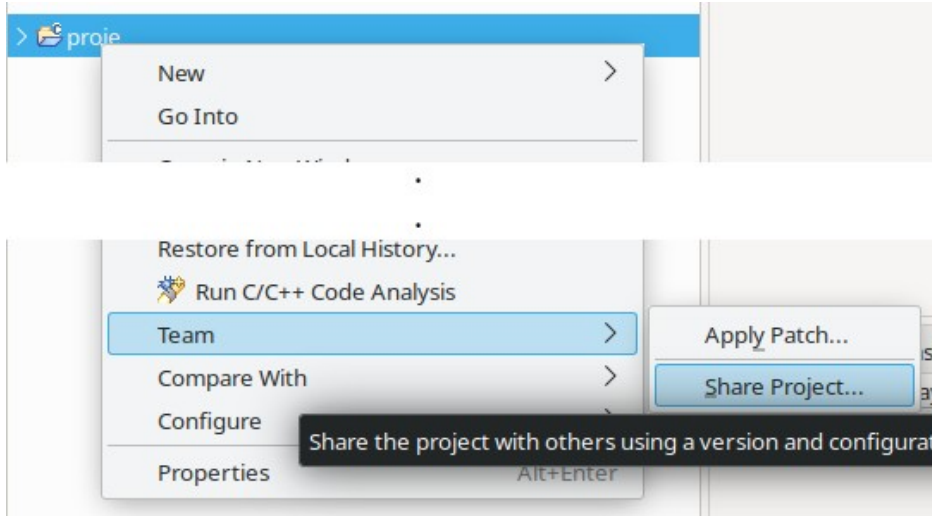 proje
New
Go Into
Restore from Local History...
Run C/C++ Code Analysis
Team
Apply Patch...
Compare With
Share Project...
Configure
Share the project with others using a version and configurat
Properties Alt+Enter